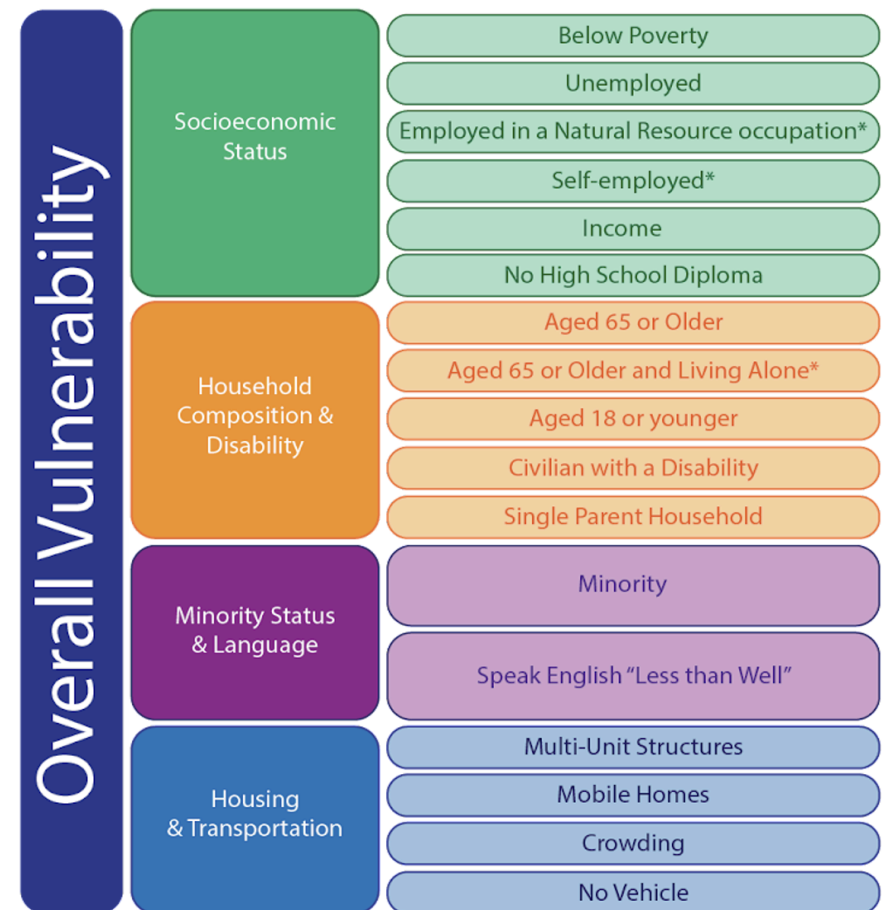 Overall Vulnerability
Socioeconomic
Status
Below Poverty
Unemployed
Employed in a Natural Resource occupation*
Self-employed*
Income
No High School Diploma
Household
Composition &
Disability
Aged 65 or Older
Aged 65 or Older and Living Alone*
Aged 18 or younger
Civilian with a Disability
Single Parent Household
Minority Status
& Language
Minority
Speak English “Less than Well”
Housing
& Transportation
Multi-Unit Structures
Mobile Homes
Crowding
No Vehicle